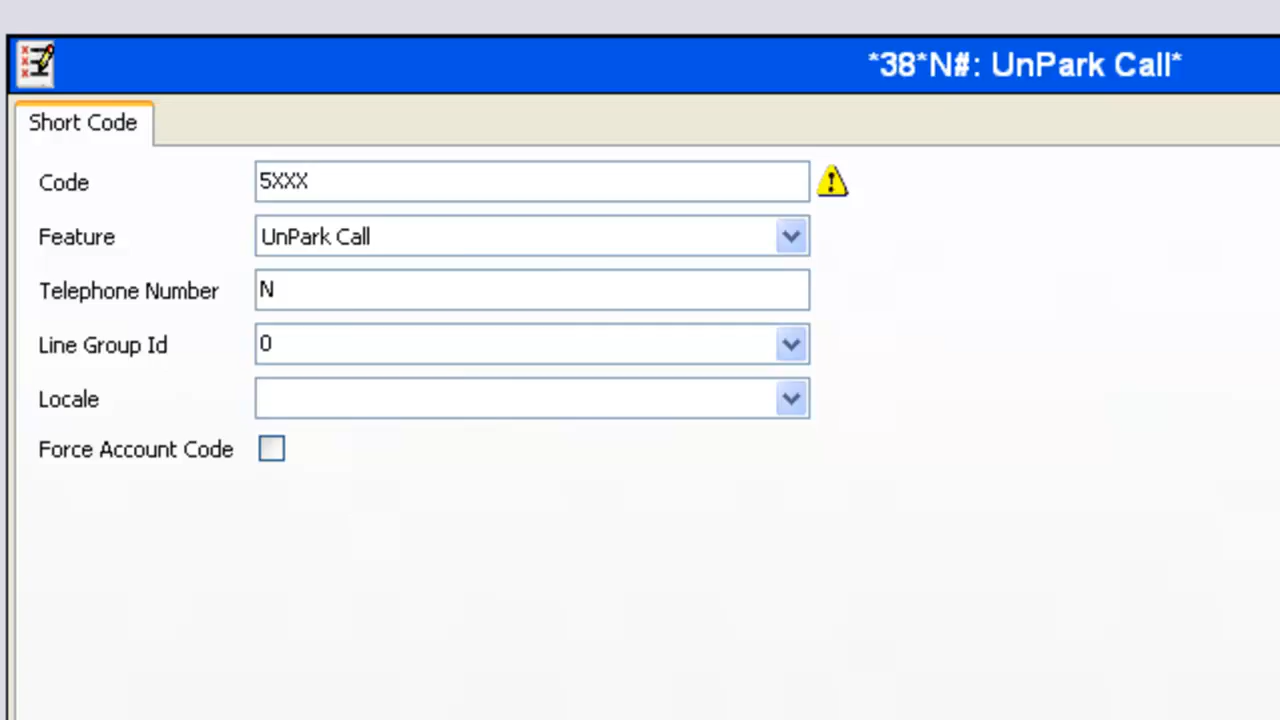 *38*N#: UnPark Call*
Short Code
Code 5XXX
Feature UnPark Call
Telephone Number N
Line Group Id 0
Locale
Force Account Code